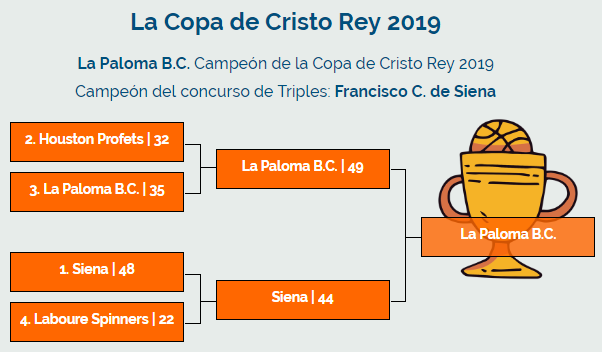 La Copa de Cristo Rey 2019
La Paloma B.C. Campeón de la Copa de Cristo Rey 2019
Campeón del concurso de Triples: Francisco C. de Siena
2. Houston Profets | 32
3. La Paloma B.C. | 35
La Paloma B.C. | 49
La Paloma B.C.
1. Siena | 48
4. Laboure Spinners | 22
Siena | 44